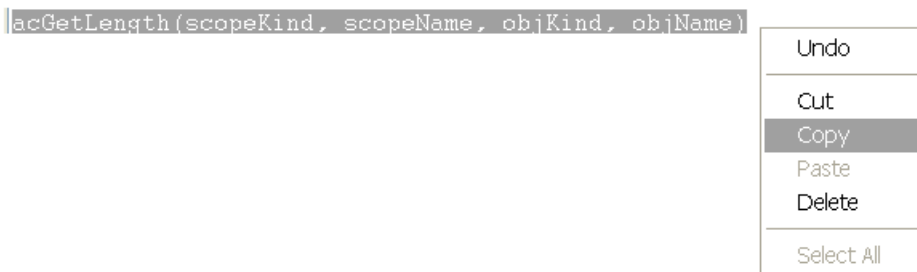 acGetLength(scopeKind, scopeName, objKind, objName)
Undo
Cut
Copy
Paste
Delete
Select All